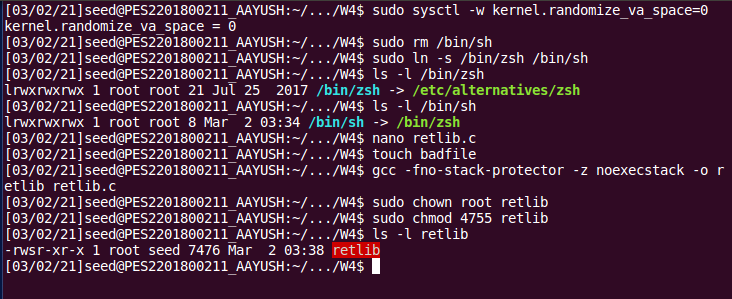 [03/02/21]seed@PES2201800211_AAYUSH:~/.../W4$ sudo sysctl -w kernel.randomize_va_space=0
kernel.randomize_va_space = 0
[03/02/21]seed@PES2201800211_AAYUSH:~/.../W4$ sudo rm /bin/sh
[03/02/21]seed@PES2201800211_AAYUSH:~/.../W4$ sudo ln -s /bin/zsh /bin/sh
[03/02/21]seed@PES2201800211_AAYUSH:~/.../W4$ ls -l /bin/zsh
lrwxrwxrwx 1 root root 21 Jul 25  2017 /bin/zsh -> /etc/alternatives/zsh
[03/02/21]seed@PES2201800211_AAYUSH:~/.../W4$ ls -l /bin/sh
lrwxrwxrwx 1 root root 8 Mar  2 03:34 /bin/sh -> /bin/zsh
[03/02/21]seed@PES2201800211_AAYUSH:~/.../W4$ nano retlib.c
[03/02/21]seed@PES2201800211_AAYUSH:~/.../W4$ touch badfile
[03/02/21]seed@PES2201800211_AAYUSH:~/.../W4$ gcc -fno-stack-protector -z noexecstack -o r
etlib retlib.c
[03/02/21]seed@PES2201800211_AAYUSH:~/.../W4$ sudo chown root retlib
[03/02/21]seed@PES2201800211_AAYUSH:~/.../W4$ sudo chmod 4755 retlib
[03/02/21]seed@PES2201800211_AAYUSH:~/.../W4$ ls -l retlib
-rwsr-xr-x 1 root seed 7476 Mar  2 03:38 retlib
[03/02/21]seed@PES2201800211_AAYUSH:~/.../W4$